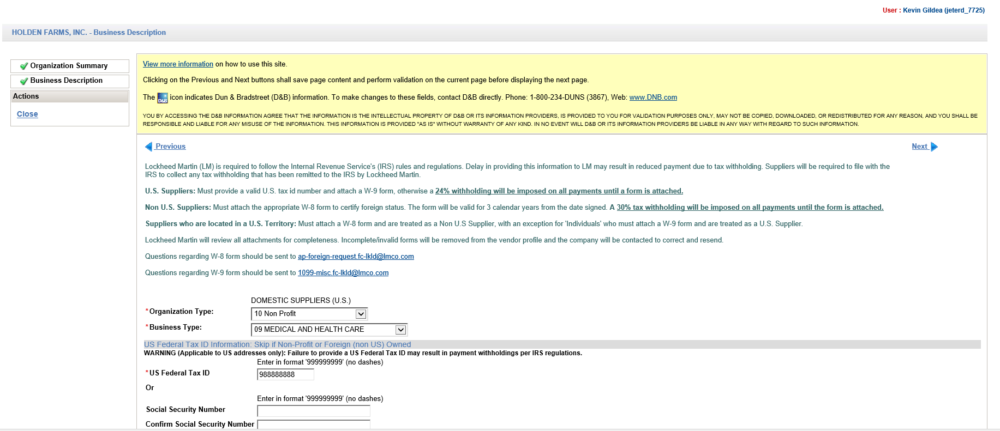 User : Kevin Gildea (jeterd_7725)
HOLDEN FARMS, INC. - Business Description
Organization Summary
Business Description
Actions
Close
View more information on how to use this site.
Clicking on the Previous and Next buttons shall save page content and perform validation on the current page before displaying the next page.
The D&B icon indicates Dun & Bradstreet (D&B) information. To make changes to these fields, contact D&B directly. Phone: 1-800-234-DUNS (3867), Web: www.DNB.com
YOU BY ACCESSING THE D&B INFORMATION AGREE THAT THE INFORMATION IS THE INTELLECTUAL PROPERTY OF D&B OR ITS INFORMATION PROVIDERS, IS PROVIDED TO YOU FOR VALIDATION PURPOSES ONLY, MAY NOT BE COPIED, DOWNLOADED, OR REDISTRIBUTED FOR ANY REASON, AND YOU SHALL BE
RESPONSIBLE AND LIABLE FOR ANY MISUSE OF THE INFORMATION. THIS INFORMATION IS PROVIDED "AS IS" WITHOUT WARRANTY OF ANY KIND. IN NO EVENT WILL D&B OR ITS INFORMATION PROVIDERS BE LIABLE IN ANY WAY WITH REGARD TO SUCH INFORMATION.
Previous
Next
Lockheed Martin (LM) is required to follow the Internal Revenue Service's (IRS) rules and regulations. Delay in providing this information to LM may result in reduced payment due to tax withholding. Suppliers will be required to file with the
IRS to collect any tax withholding that has been remitted to the IRS by Lockheed Martin.
U.S. Suppliers: Must provide a valid U.S. tax id number and attach a W-9 form, otherwise a 24% withholding will be imposed on all payments until a form is attached.
Non U.S. Suppliers: Must attach the appropriate W-8 form to certify foreign status. The form will be valid for 3 calendar years from the date signed. A 30% tax withholding will be imposed on all payments until the form is attached.
Suppliers who are located in a U.S. Territory: Must attach a W-8 form and are treated as a Non U.S Supplier, with an exception for 'Individuals' who must attach a W-9 form and are treated as a U.S. Supplier.
Lockheed Martin will review all attachments for completeness. Incomplete/invalid forms will be removed from the vendor profile and the company will be contacted to correct and resend.
Questions regarding W-8 form should be sent to ap-foreign-request.fc-lkld@lmco.com
Questions regarding W-9 form should be sent to 1099-misc.fc-lkld@lmco.com
DOMESTIC SUPPLIERS (U.S.)
*Organization Type: 10 Non Profit
*Business Type: 09 MEDICAL AND HEALTH CARE
US Federal Tax ID Information: Skip if Non-Profit or Foreign (non US) Owned
WARNING (Applicable to US addresses only): Failure to provide a US Federal Tax ID may result in payment withholdings per IRS regulations.
Enter in format '999999999' (no dashes)
*US Federal Tax ID 988888888
Or
Enter in format '999999999' (no dashes)
Social Security Number
Confirm Social Security Number